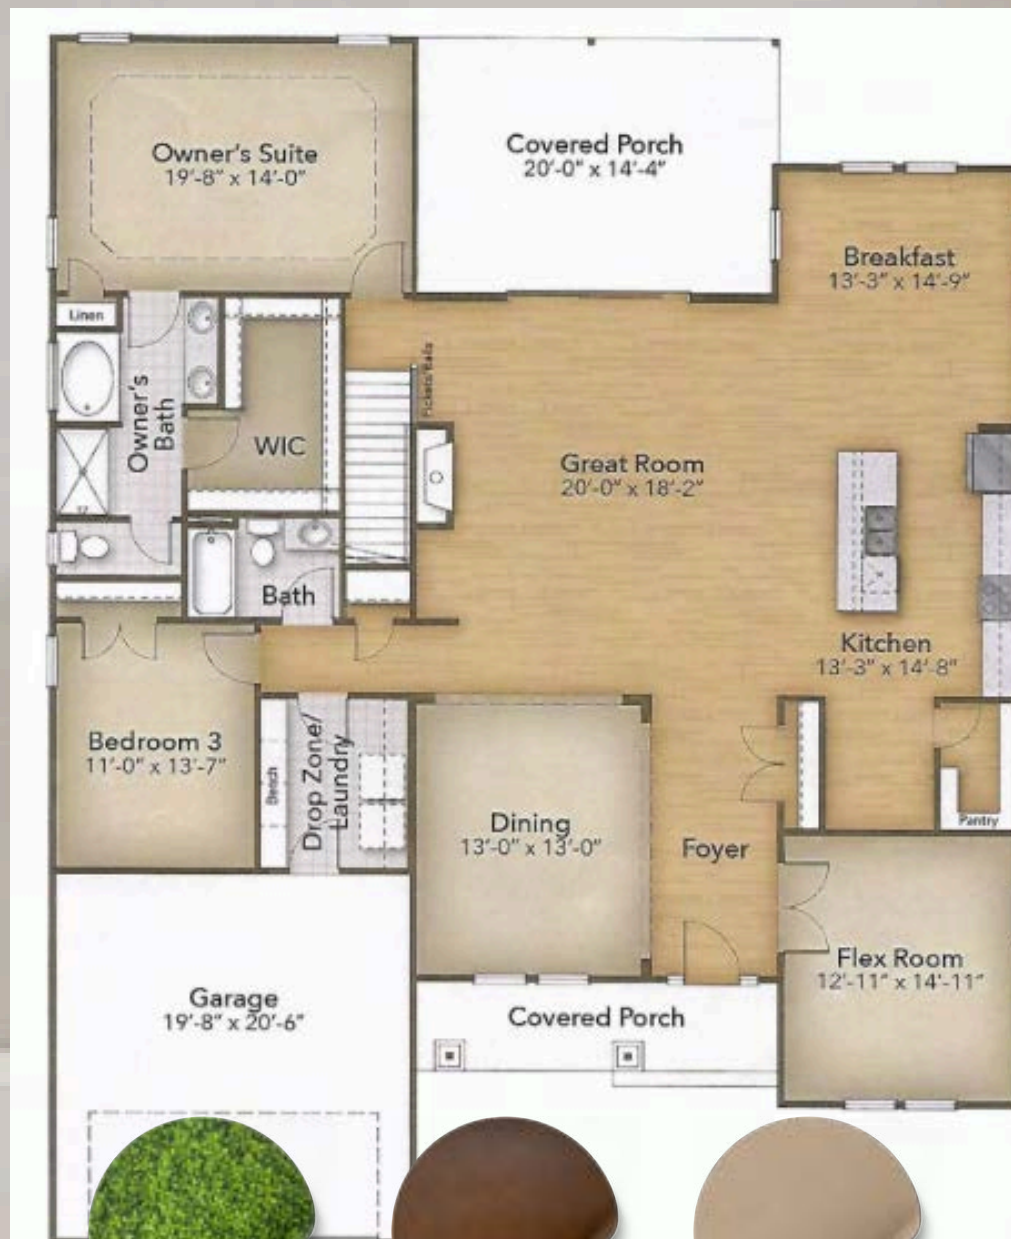 Owner's Suite
19'-8" x 14'-0"
Covered Porch
20'-0" x 14'-4"
Breakfast
13'-3" x 14'-9"
Linen
Owner's
Bath
WIC
Great Room
20'-0" x 18'-2"
Bath
Kitchen
13'-3" x 14'-8"
Bedroom 3
11'-0" x 13'-7"
Bench
Drop Zone/
Laundry
Dining
13'-0" x 13'-0"
Foyer
Pantry
Flex Room
12'-11" x 14'-11"
Garage
19'-8" x 20'-6"
Covered Porch